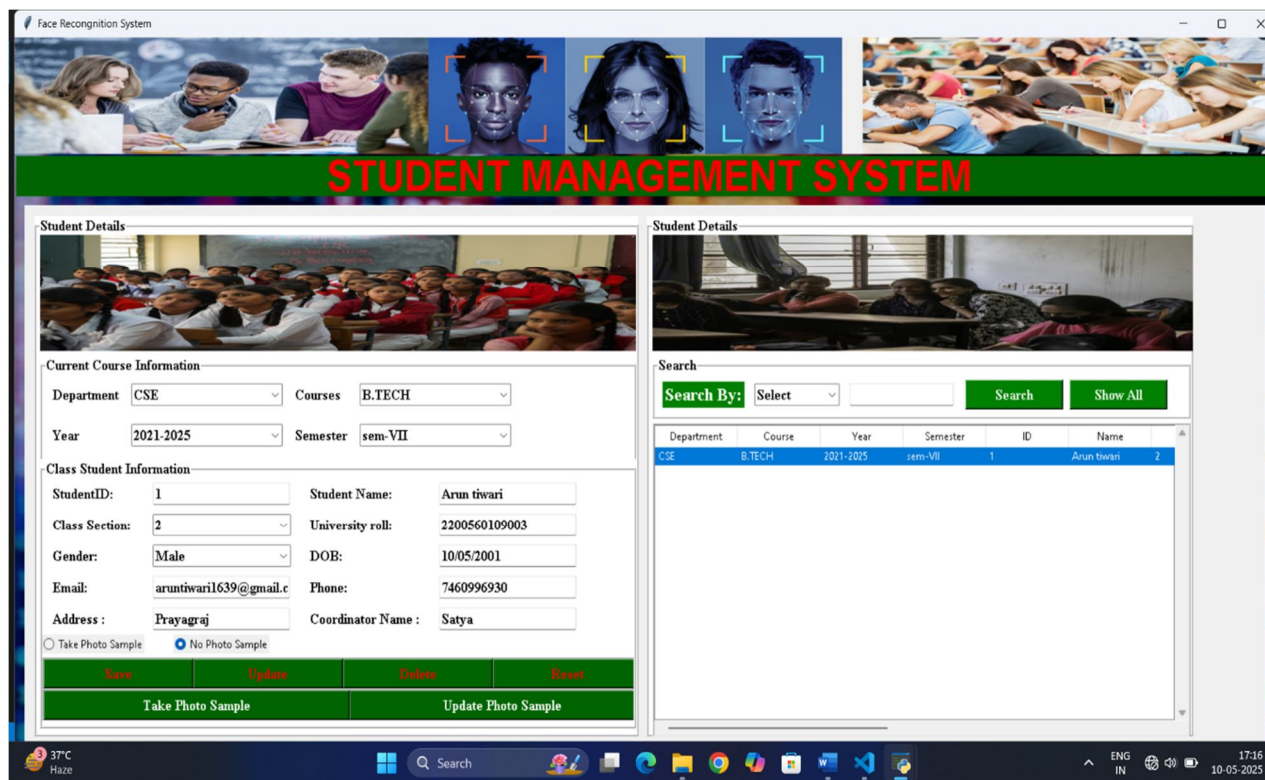 Face Recongnition System
STUDENT MANAGEMENT SYSTEM
Student Details
Current Course Information
Department CSE Courses B.TECH
Year 2021-2025 Semester sem-VII
Class Student Information
StudentID: 1 Student Name: Arun tiwari
Class Section: 2 University roll: 2200560109003
Gender: Male DOB: 10/05/2001
Email: aruntiwari1639@gmail.c Phone: 7460996930
Address : Prayagraj Coordinator Name : Satya
Take Photo Sample No Photo Sample
Save Update Delete Reset
Take Photo Sample Update Photo Sample
Student Details
Search
Search By: Select Search Show All
Department Course Year Semester ID Name
CSE B.TECH 2021-2025 sem-VII 1 Arun tiwari 2
3 37°C
Haze
Search
ENG
IN
17:16
10-05-2025